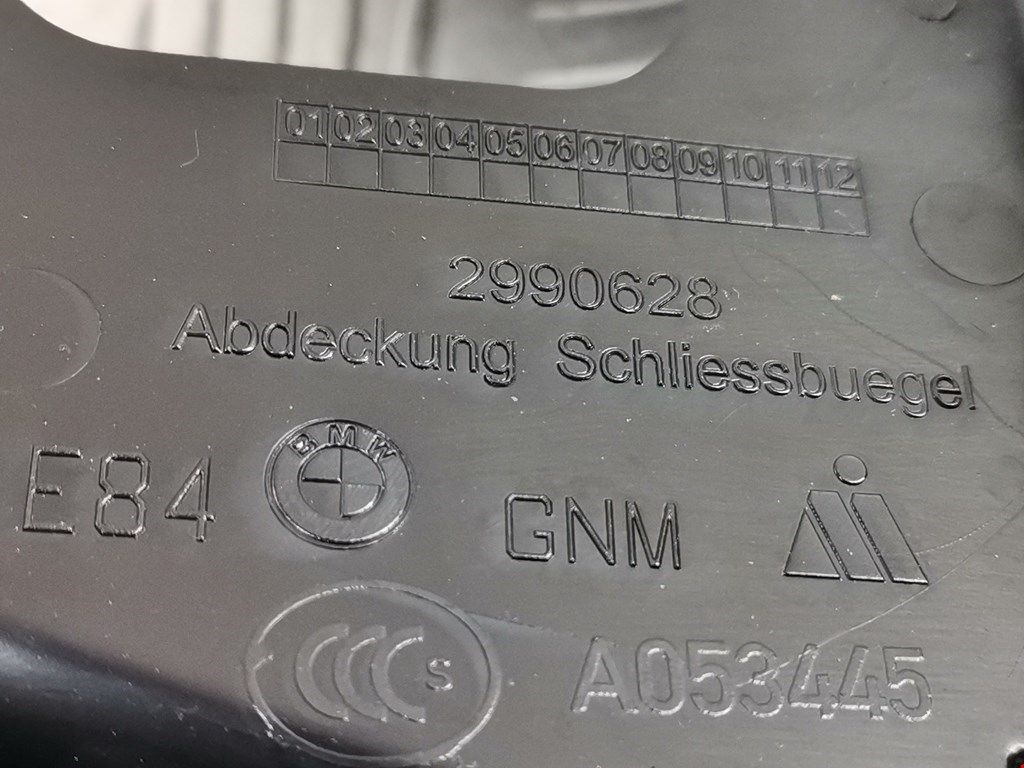 01 02 03 04 05 06 07 08 09 10 11 12
2990628
Abdeckung Schliessbuegel
E84 BMW GNM
CCC S A053445